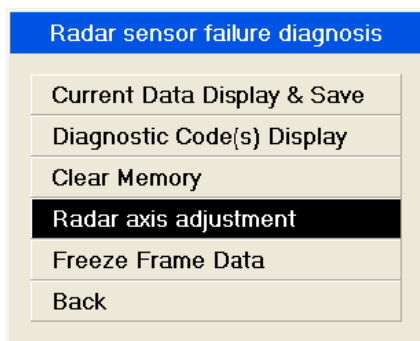 Radar sensor failure diagnosis
Current Data Display & Save
Diagnostic Code(s) Display
Clear Memory
Radar axis adjustment
Freeze Frame Data
Back